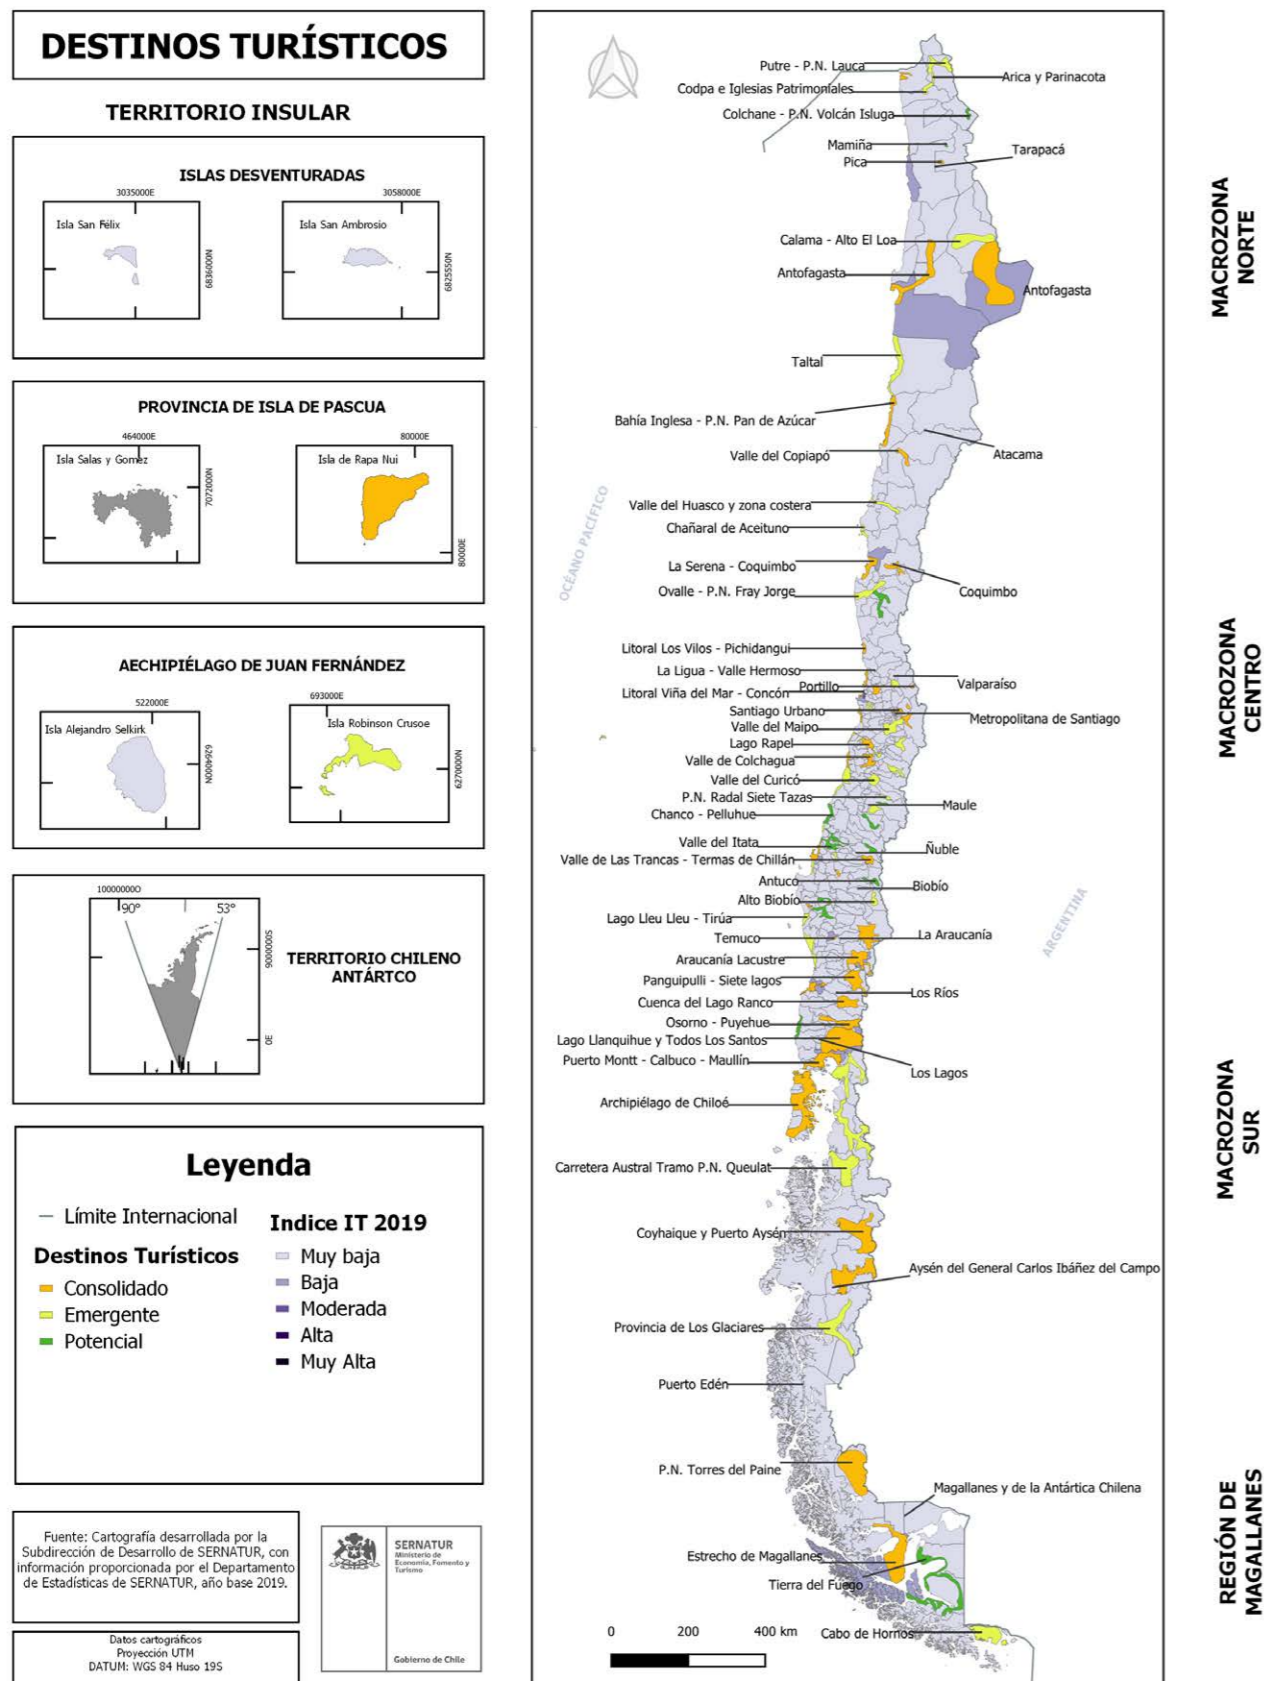 DESTINOS TURÍSTICOS
TERRITORIO INSULAR
ISLAS DESVENTURADAS
3035000E
Isla San Félix
6836000N
3058000E
Isla San Ambrosio
6825550N
PROVINCIA DE ISLA DE PASCUA
464000E
Isla Salas y Gomez
7072000N
80000E
Isla de Rapa Nui
80000E
AECHIPIÉLAGO DE JUAN FERNÁNDEZ
522000E
Isla Alejandro Selkirk
6264000N
693000E
Isla Robinson Crusoe
6270000N
10000000O
90°
53°
9000000S
0E
TERRITORIO CHILENO
ANTÁRTCO
Leyenda
Límite Internacional
Destinos Turísticos
Consolidado
Emergente
Potencial
Indice IT 2019
Muy baja
Baja
Moderada
Alta
Muy Alta
Fuente: Cartografía desarrollada por la
Subdirección de Desarrollo de SERNATUR, con
información proporcionada por el Departamento
de Estadísticas de SERNATUR, año base 2019.
Datos cartográficos
Proyección UTM
DATUM: WGS 84 Huso 19S
SERNATUR
Ministerio de
Economía, Fomento y
Turismo
Gobierno de Chile
Putre - P.N. Lauca
Arica y Parinacota
Codpa e Iglesias Patrimoniales
Colchane - P.N. Volcán Isluga
Mamiña
Tarapacá
Pica
Calama - Alto El Loa
Antofagasta
Antofagasta
Taltal
Bahía Inglesa - P.N. Pan de Azúcar
Atacama
Valle del Copiapó
Valle del Huasco y zona costera
Chañaral de Aceituno
OCÉANO PACÍFICO
La Serena - Coquimbo
Ovalle - P.N. Fray Jorge
Coquimbo
Litoral Los Vilos - Pichidangui
La Ligua - Valle Hermoso
Portillo
Valparaíso
Litoral Viña del Mar - Concón
Santiago Urbano
Metropolitana de Santiago
Valle del Maipo
Lago Rapel
Valle de Colchagua
Valle del Curicó
P.N. Radal Siete Tazas
Maule
Chanco - Pelluhue
Valle del Itata
Ñuble
Valle de Las Trancas - Termas de Chillán
Antuco
Biobío
Alto Biobío
ARGENTINA
Lago Lleu Lleu - Tirúa
Temuco
La Araucanía
Araucanía Lacustre
Panguipulli - Siete lagos
Los Ríos
Cuenca del Lago Ranco
Osorno - Puyehue
Lago Llanquihue y Todos Los Santos
Puerto Montt - Calbuco - Maullín
Los Lagos
Archipiélago de Chiloé
Carretera Austral Tramo P.N. Queulat
Coyhaique y Puerto Aysén
Aysén del General Carlos Ibáñez del Campo
Provincia de Los Glaciares
Puerto Edén
P.N. Torres del Paine
Magallanes y de la Antártica Chilena
Estrecho de Magallanes
Tierra del Fuego
Cabo de Hornos
0 200 400 km
MACROZONA
NORTE
MACROZONA
CENTRO
MACROZONA
SUR
REGIÓN DE
MAGALLANES